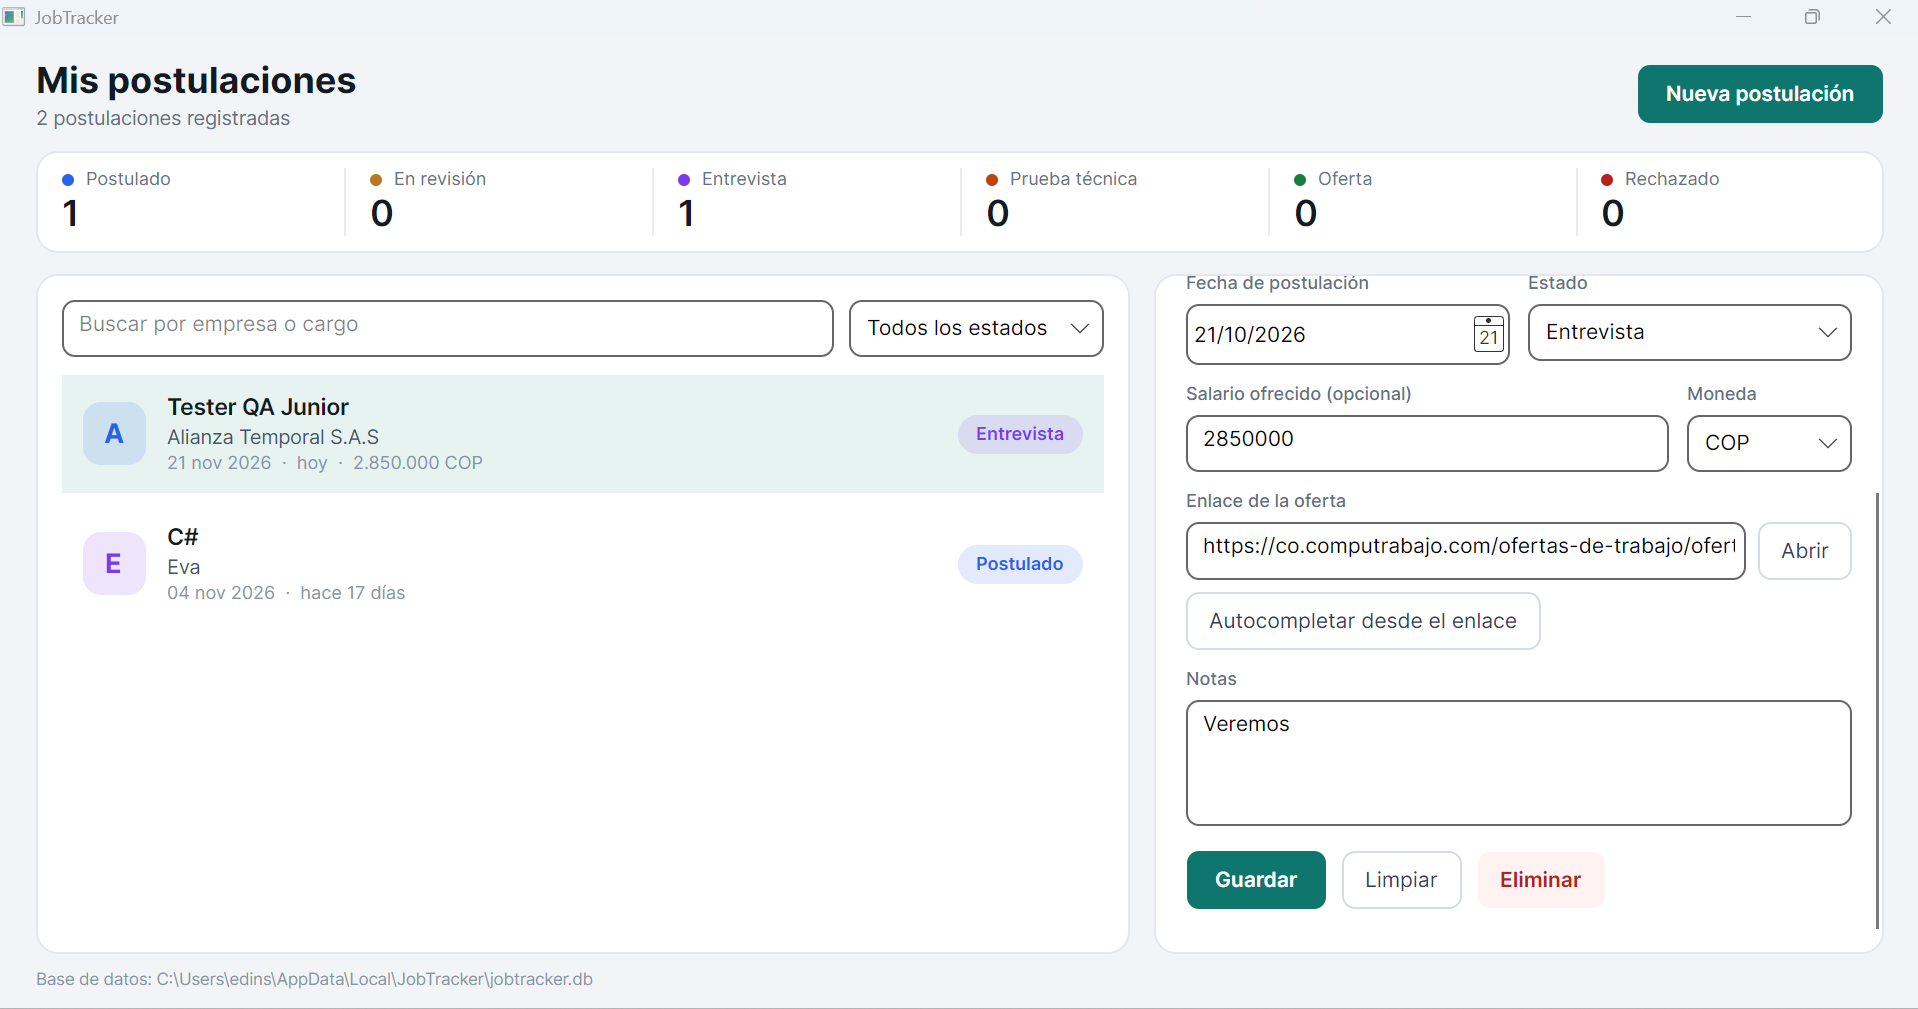 JobTracker
Mis postulaciones
2 postulaciones registradas
Nueva postulación
Postulado
1
En revisión
0
Entrevista
1
Prueba técnica
0
Oferta
0
Rechazado
0
Buscar por empresa o cargo
Todos los estados
A
Tester QA Junior
Alianza Temporal S.A.S
21 nov 2026 · hoy · 2.850.000 COP
Entrevista
E
C#
Eva
04 nov 2026 · hace 17 días
Postulado
Fecha de postulación
Estado
21/10/2026
21
Entrevista
Salario ofrecido (opcional)
Moneda
2850000
COP
Enlace de la oferta
https://co.computrabajo.com/ofertas-de-trabajo/ofert
Abrir
Autocompletar desde el enlace
Notas
Veremos
Guardar
Limpiar
Eliminar
Base de datos: C:\Users\edins\AppData\Local\JobTracker\jobtracker.db